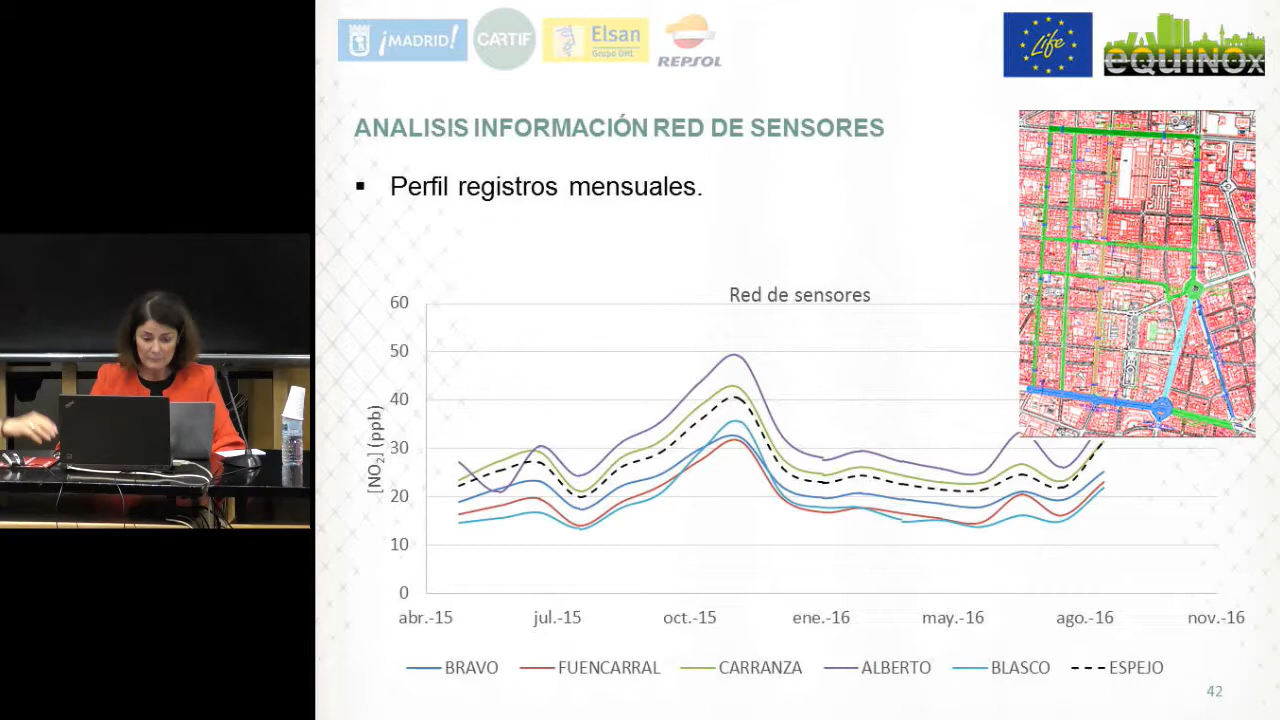 ¡MADRID!
CARTIF
Elsan
Grupo OHL
REPSOL
Life
eQUINOx
ANALISIS INFORMACIÓN RED DE SENSORES
▪ Perfil registros mensuales.
Red de sensores
[NO₂] (ppb)
60
50
40
30
20
10
0
abr.-15 jul.-15 oct.-15 ene.-16 may.-16 ago.-16 nov.-16
BRAVO FUENCARRAL CARRANZA ALBERTO BLASCO ESPEJO
42